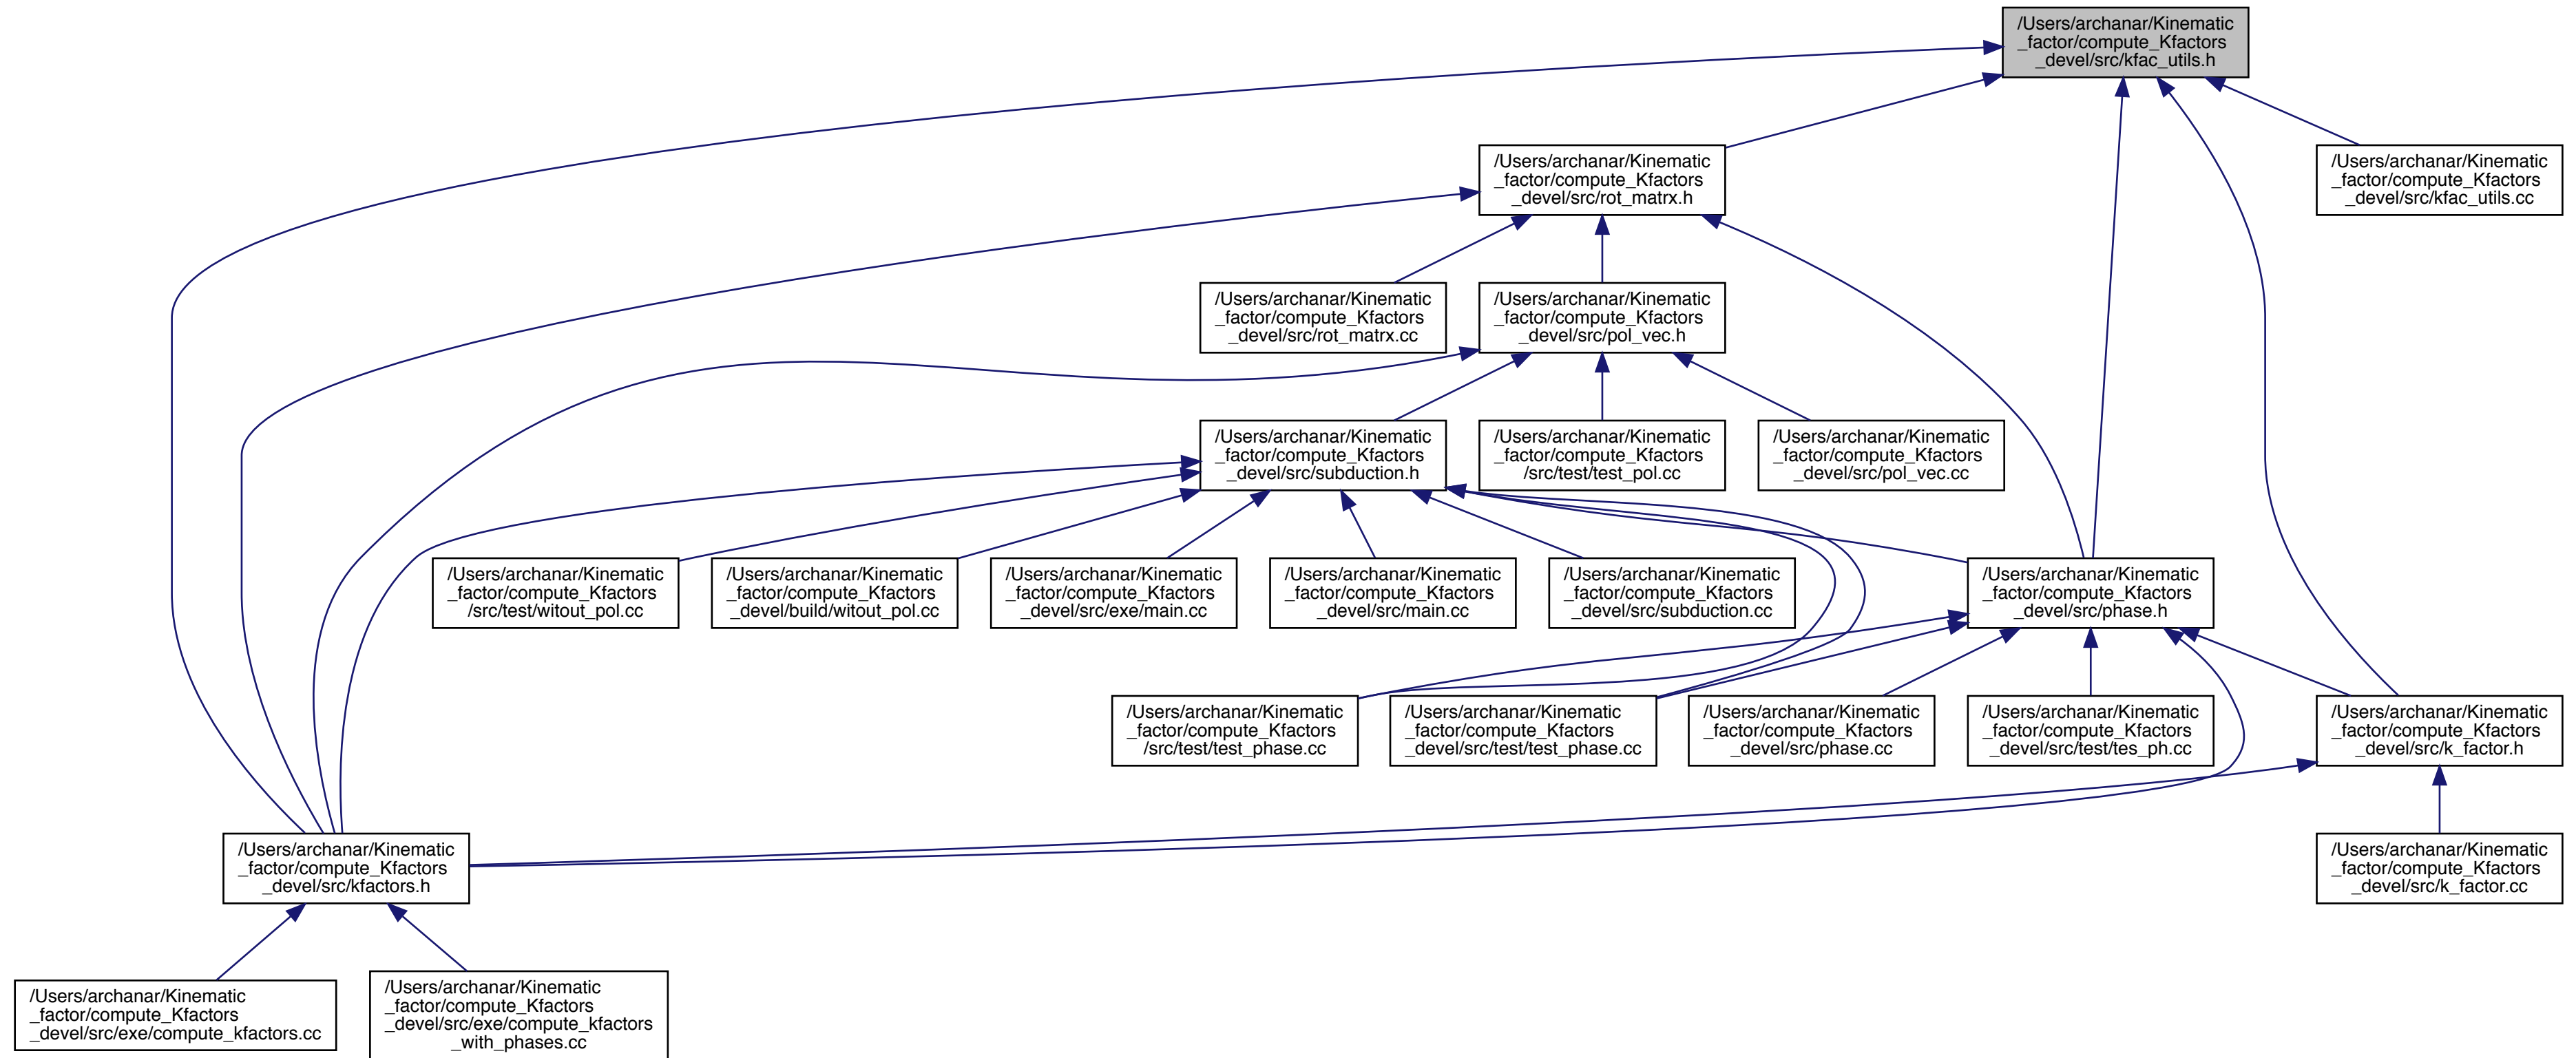 /Users/archanar/Kinematic
_factor/compute_Kfactors
_devel/src/kfac_utils.h
/Users/archanar/Kinematic
_factor/compute_Kfactors
_devel/src/rot_matrx.h
/Users/archanar/Kinematic
_factor/compute_Kfactors
_devel/src/kfac_utils.cc
/Users/archanar/Kinematic
_factor/compute_Kfactors
_devel/src/rot_matrx.cc
/Users/archanar/Kinematic
_factor/compute_Kfactors
_devel/src/pol_vec.h
/Users/archanar/Kinematic
_factor/compute_Kfactors
_devel/src/subduction.h
/Users/archanar/Kinematic
_factor/compute_Kfactors
/src/test/test_pol.cc
/Users/archanar/Kinematic
_factor/compute_Kfactors
_devel/src/pol_vec.cc
/Users/archanar/Kinematic
_factor/compute_Kfactors
/src/test/witout_pol.cc
/Users/archanar/Kinematic
_factor/compute_Kfactors
_devel/build/witout_pol.cc
/Users/archanar/Kinematic
_factor/compute_Kfactors
_devel/src/exe/main.cc
/Users/archanar/Kinematic
_factor/compute_Kfactors
_devel/src/main.cc
/Users/archanar/Kinematic
_factor/compute_Kfactors
_devel/src/subduction.cc
/Users/archanar/Kinematic
_factor/compute_Kfactors
_devel/src/phase.h
/Users/archanar/Kinematic
_factor/compute_Kfactors
/src/test/test_phase.cc
/Users/archanar/Kinematic
_factor/compute_Kfactors
_devel/src/test/test_phase.cc
/Users/archanar/Kinematic
_factor/compute_Kfactors
_devel/src/phase.cc
/Users/archanar/Kinematic
_factor/compute_Kfactors
_devel/src/test/tes_ph.cc
/Users/archanar/Kinematic
_factor/compute_Kfactors
_devel/src/k_factor.h
/Users/archanar/Kinematic
_factor/compute_Kfactors
_devel/src/kfactors.h
/Users/archanar/Kinematic
_factor/compute_Kfactors
_devel/src/k_factor.cc
/Users/archanar/Kinematic
_factor/compute_Kfactors
_devel/src/exe/compute_kfactors.cc
/Users/archanar/Kinematic
_factor/compute_Kfactors
_devel/src/exe/compute_kfactors
_with_phases.cc